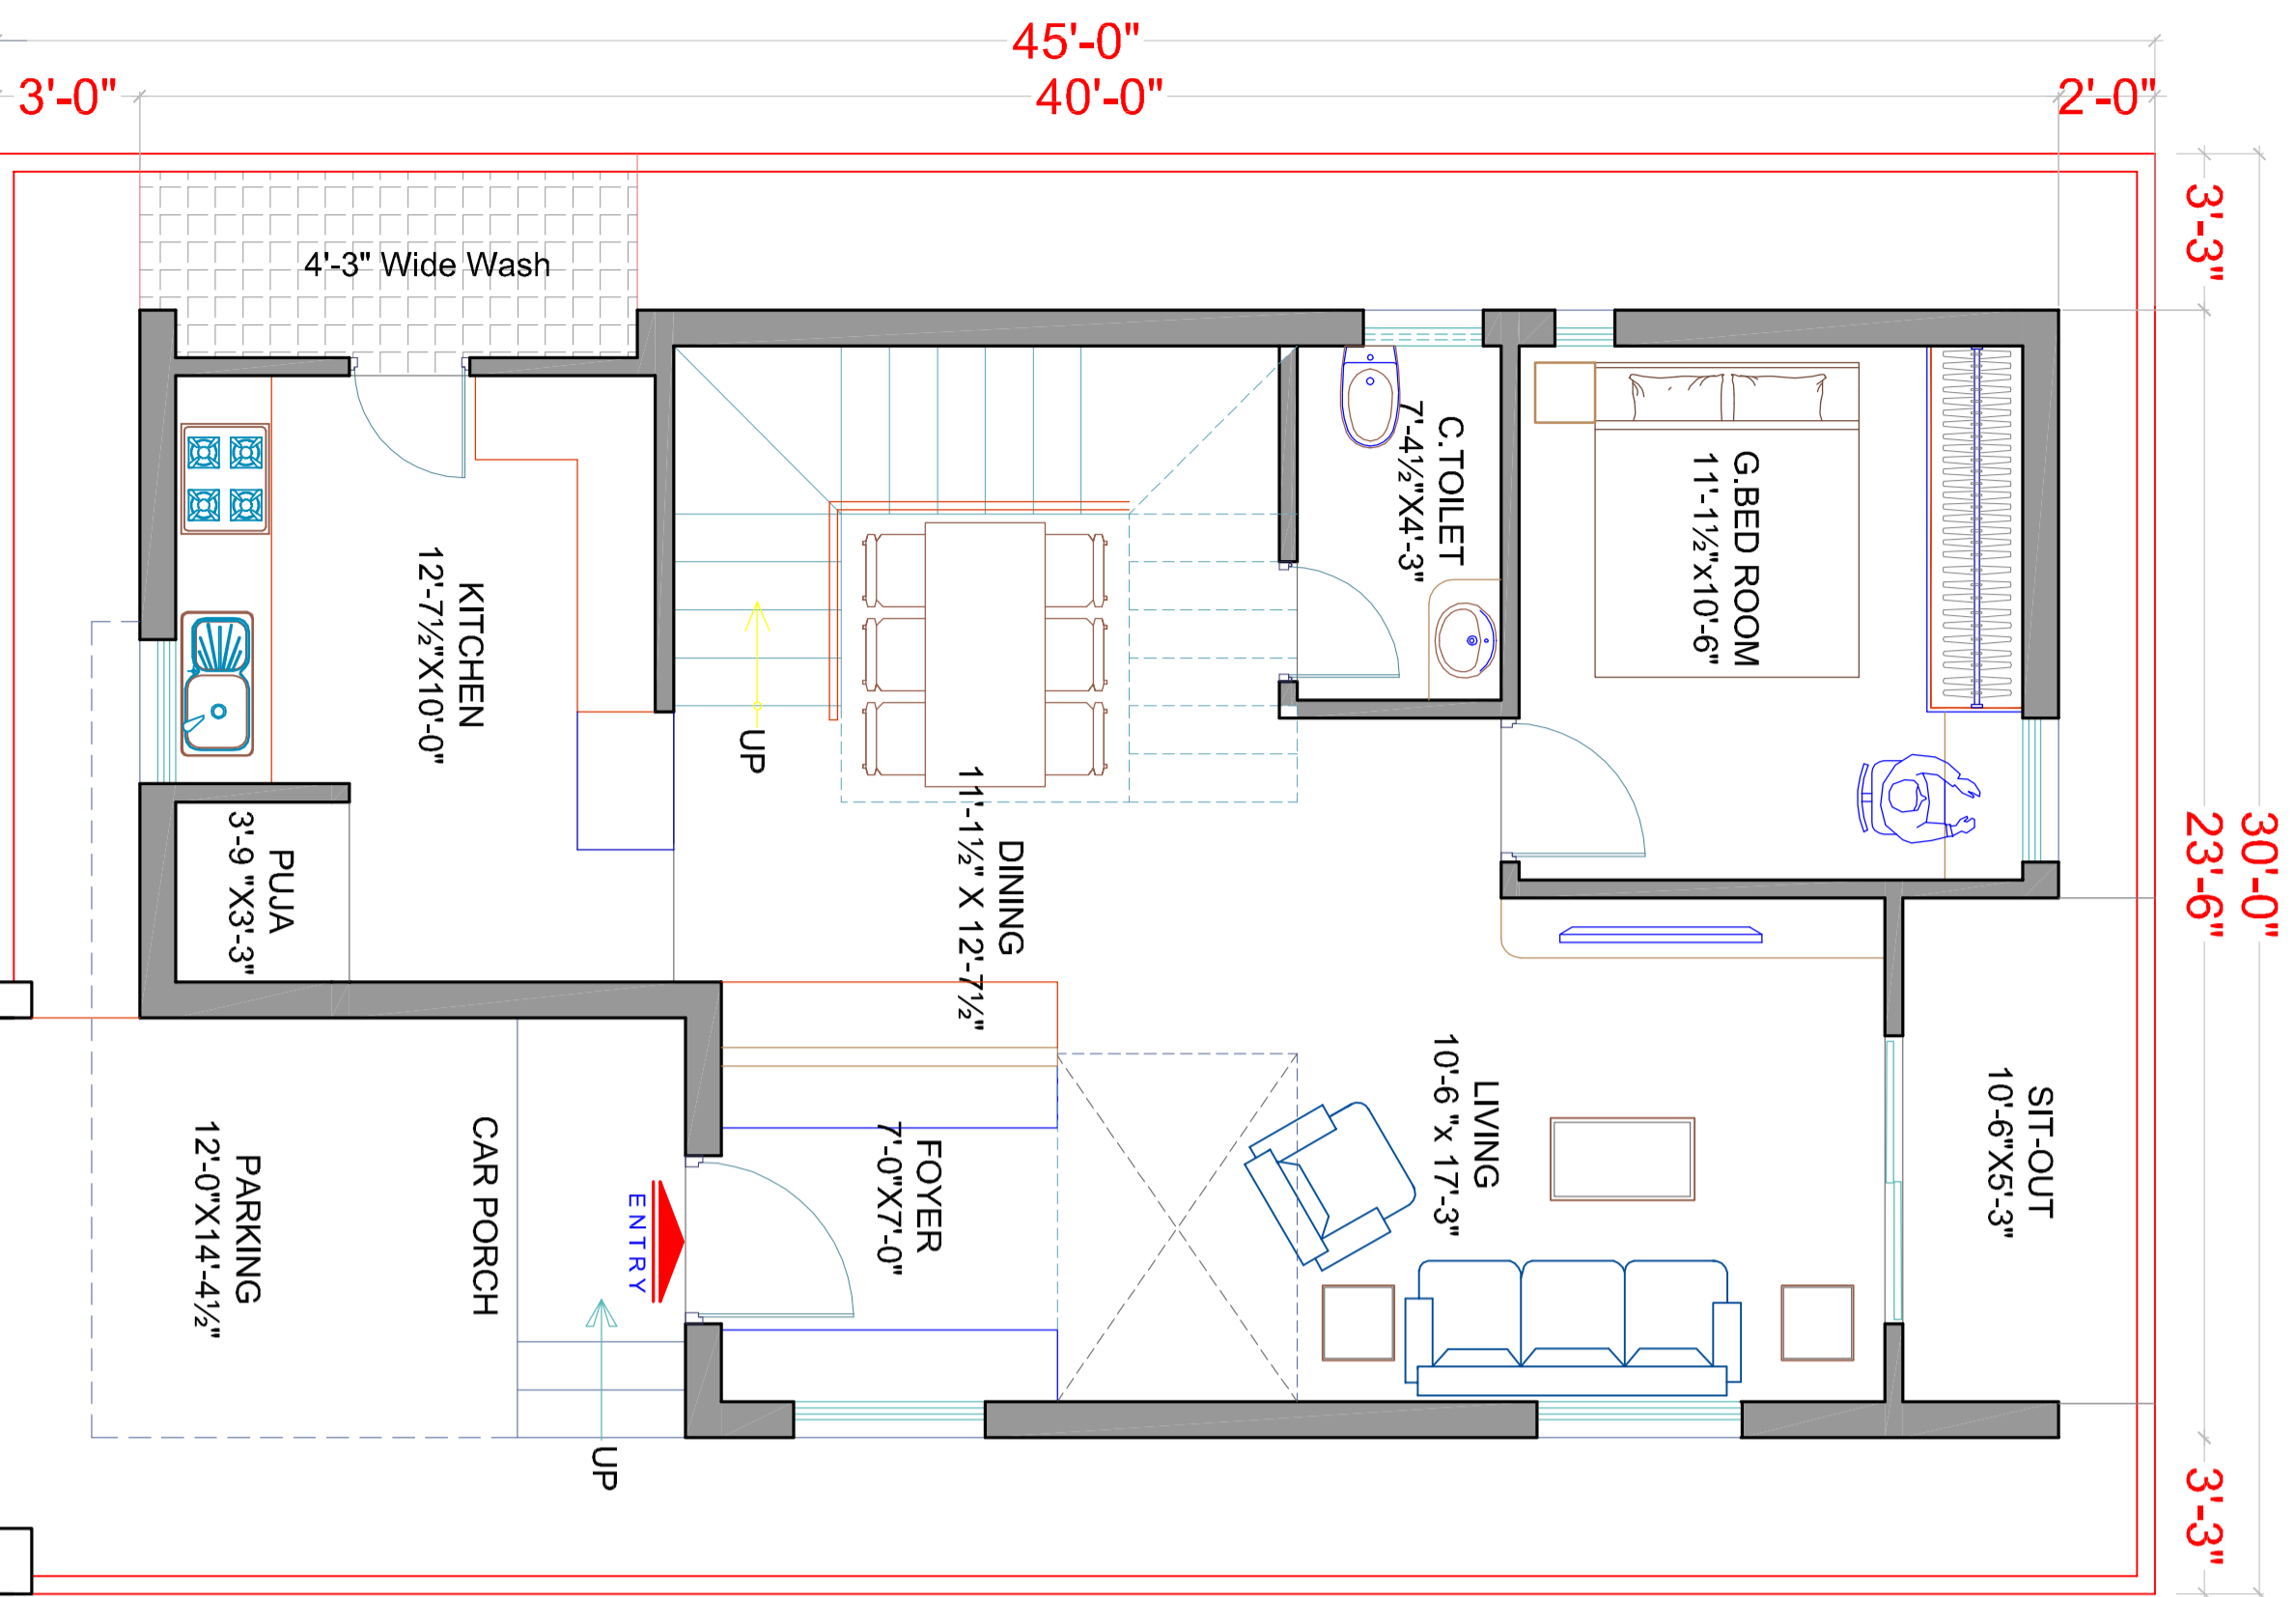 45'-0"
3'-0"
40'-0"
2'-0"
3'-3"
30'-0"
23'-6"
3'-3"
4'-3" Wide Wash
KITCHEN
12'-7½"X10'-0"
PUJA
3'-9 "X3'-3"
UP
DINING
11'-1½" X 12'-7½"
C.TOILET
7'-4½"X4'-3"
G.BED ROOM
11'-1½"x10'-6"
LIVING
10'-6 "x 17'-3"
SIT-OUT
10'-6"X5'-3"
FOYER
7'-0"X7'-0"
ENTRY
UP
CAR PORCH
PARKING
12'-0"X14'-4½"